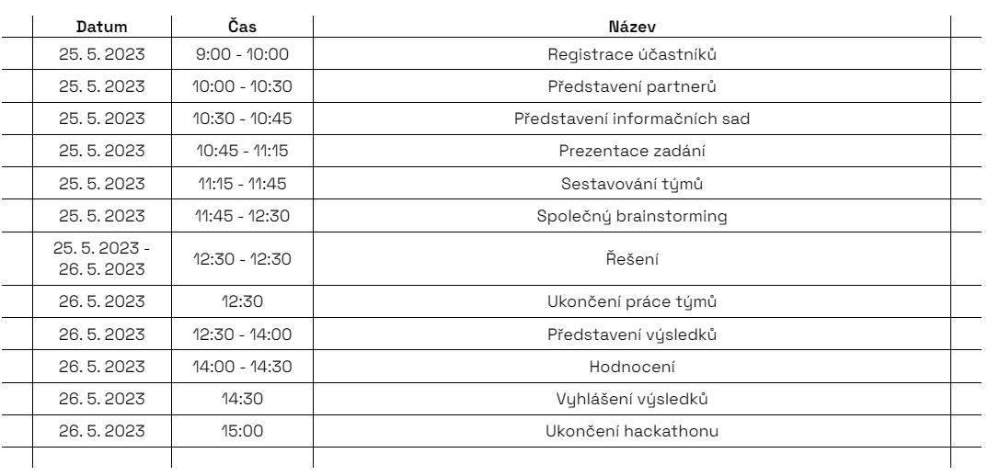 Datum Čas Název
25. 5. 2023 9:00 - 10:00 Registrace účastníků
25. 5. 2023 10:00 - 10:30 Představení partnerů
25. 5. 2023 10:30 - 10:45 Představení informačních sad
25. 5. 2023 10:45 - 11:15 Prezentace zadání
25. 5. 2023 11:15 - 11:45 Sestavování týmů
25. 5. 2023 11:45 - 12:30 Společný brainstorming
25. 5. 2023 -
26. 5. 2023 12:30 - 12:30 Řešení
26. 5. 2023 12:30 Ukončení práce týmů
26. 5. 2023 12:30 - 14:00 Představení výsledků
26. 5. 2023 14:00 - 14:30 Hodnocení
26. 5. 2023 14:30 Vyhlášení výsledků
26. 5. 2023 15:00 Ukončení hackathonu